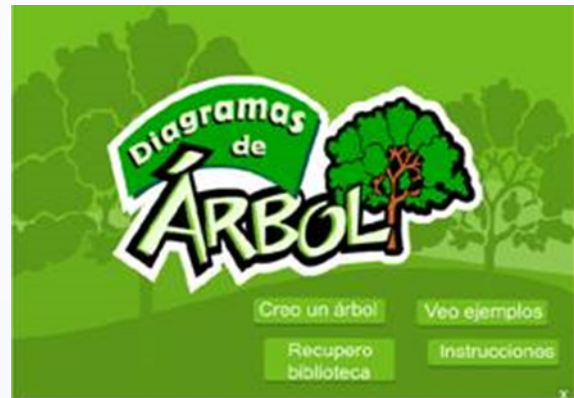 Diagramas
de
ÁRBOL
Creo un árbol
Veo ejemplos
Recupero
biblioteca
Instrucciones
x